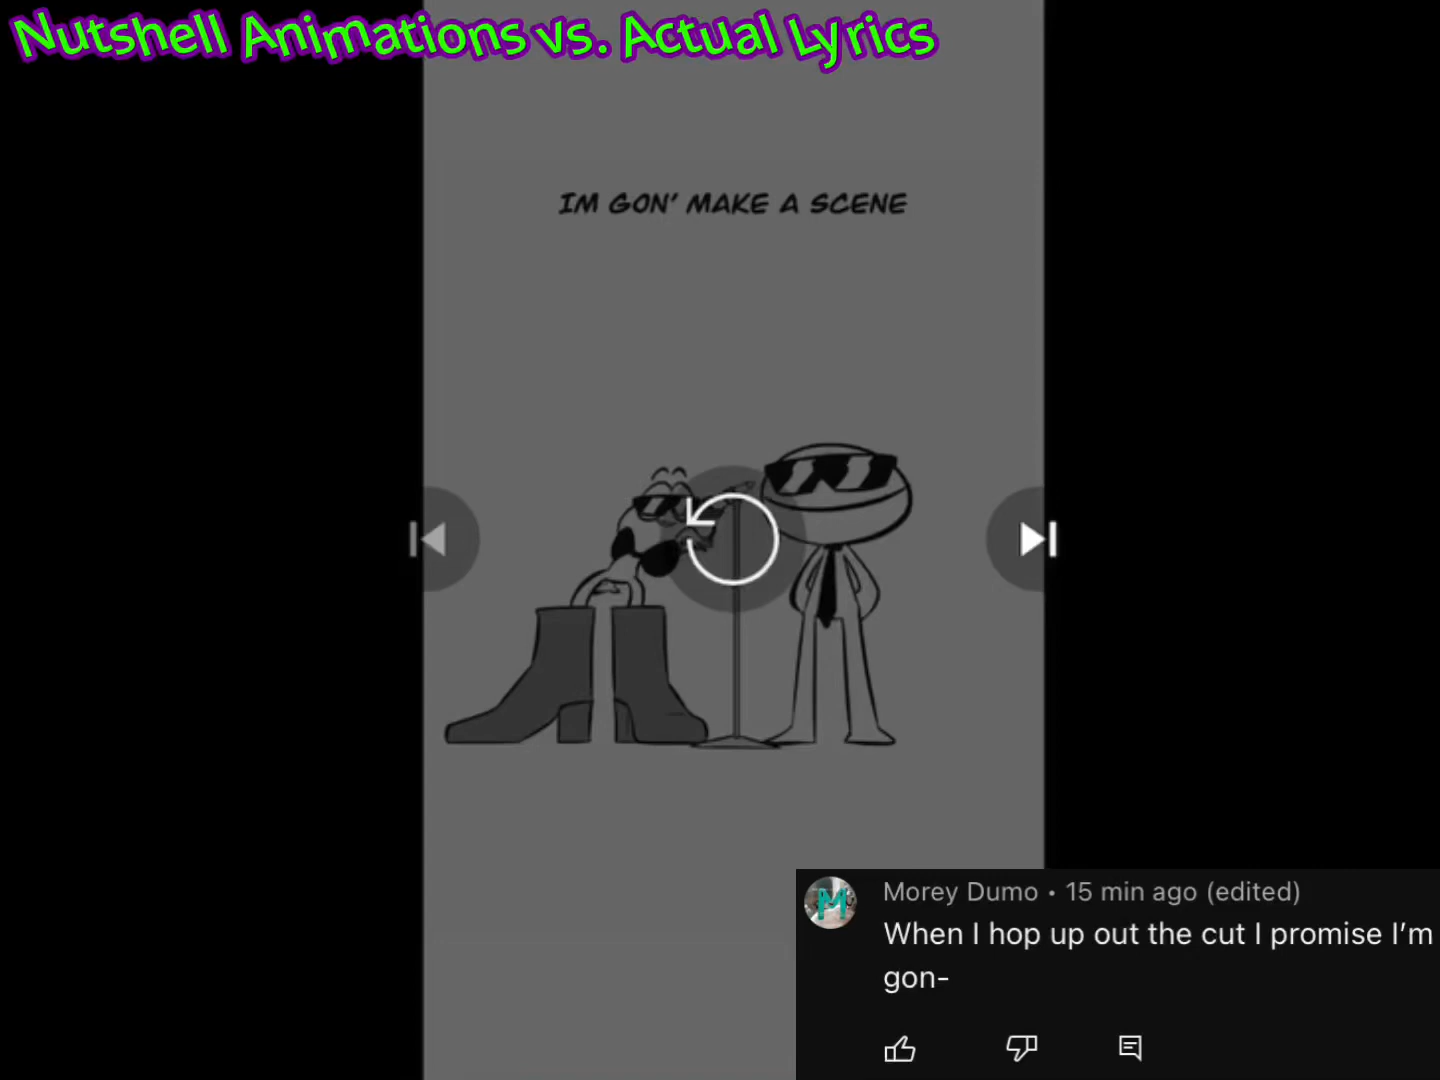 Nutshell Animations vs. Actual Lyrics
IM GON' MAKE A SCENE
M
Morey Dumo • 15 min ago (edited)
When I hop up out the cut I promise I'm
gon-